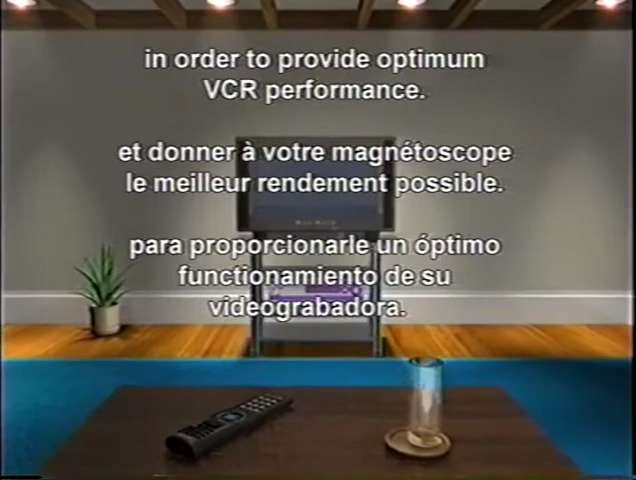 in order to provide optimum
VCR performance.
et donner à votre magnétoscope
le meilleur rendement possible.
para proporcionarle un óptimo
functionamiento de su
videograbadora.